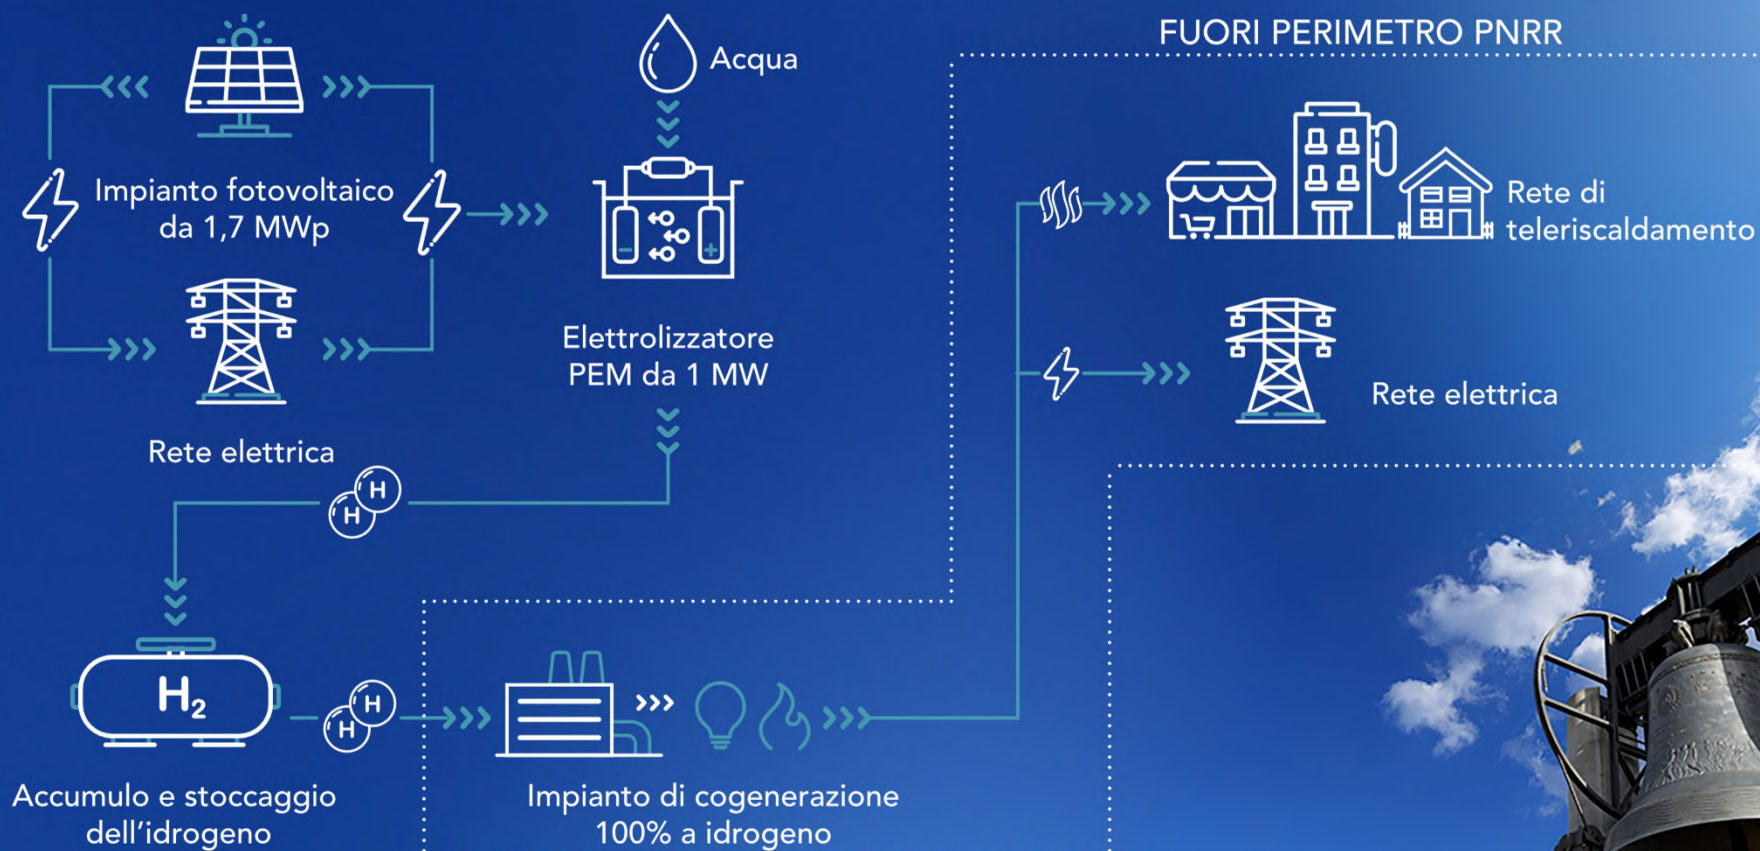 FUORI PERIMETRO PNRR
Acqua
Impianto fotovoltaico
da 1,7 MWp
Rete di
teleriscaldamento
Elettrolizzatore
PEM da 1 MW
Rete elettrica
Rete elettrica
H
H
H₂
H
H
Accumulo e stoccaggio
dell'idrogeno
Impianto di cogenerazione
100% a idrogeno